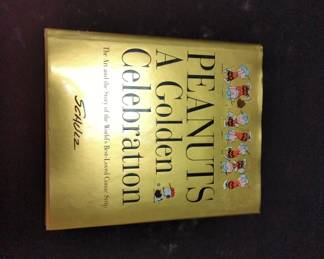 PEANUTS
A Golden
Celebration
The Art and the Story of the World's Best-Loved Comic Strip
SCHULZ